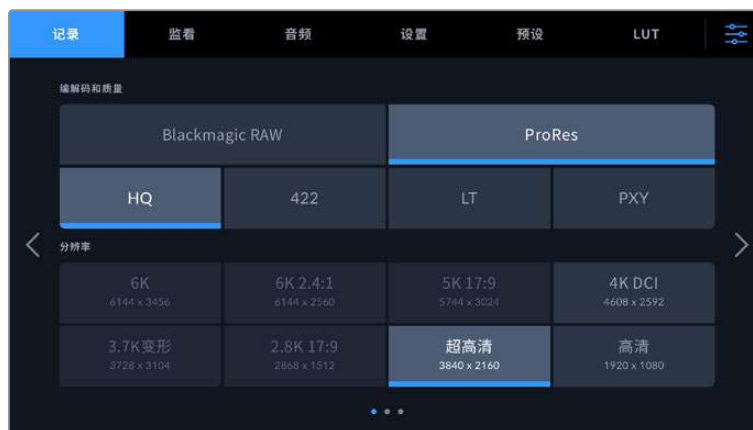 记录 监看 音频 设置 预设 LUT
编解码和质量
Blackmagic RAW ProRes
HQ 422 LT PXY
分辨率
6K 6K 2.4:1 5K 17:9 4K DCI
6144 x 3456 6144 x 2560 5744 x 3024 4608 x 2592
3.7K变形 2.8K 17:9 超高清 高清
3728 x 3104 2868 x 1512 3840 x 2160 1920 x 1080